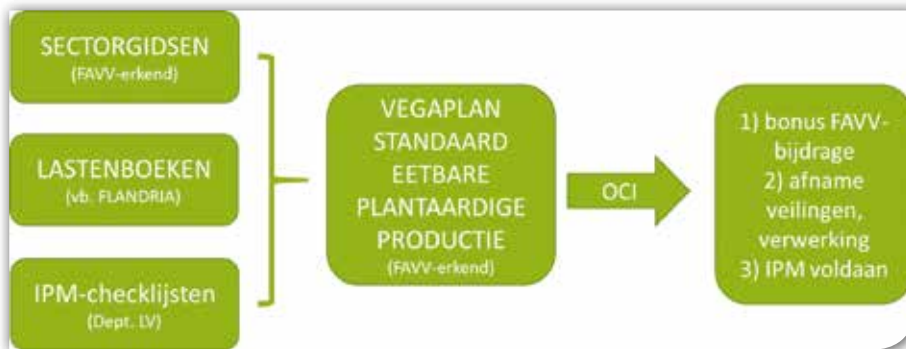 SECTORGIDSEN
(FAVV-erkend)
LASTENBOEKEN
(vb. FLANDRIA)
IPM-checklijsten
(Dept. LV)
VEGAPLAN
STANDAARD
EETBARE
PLANTAARDIGE
PRODUCTIE
(FAVV-erkend)
OCI
1) bonus FAVV-
bijdrage
2) afname
veilingen,
verwerking
3) IPM voldaan